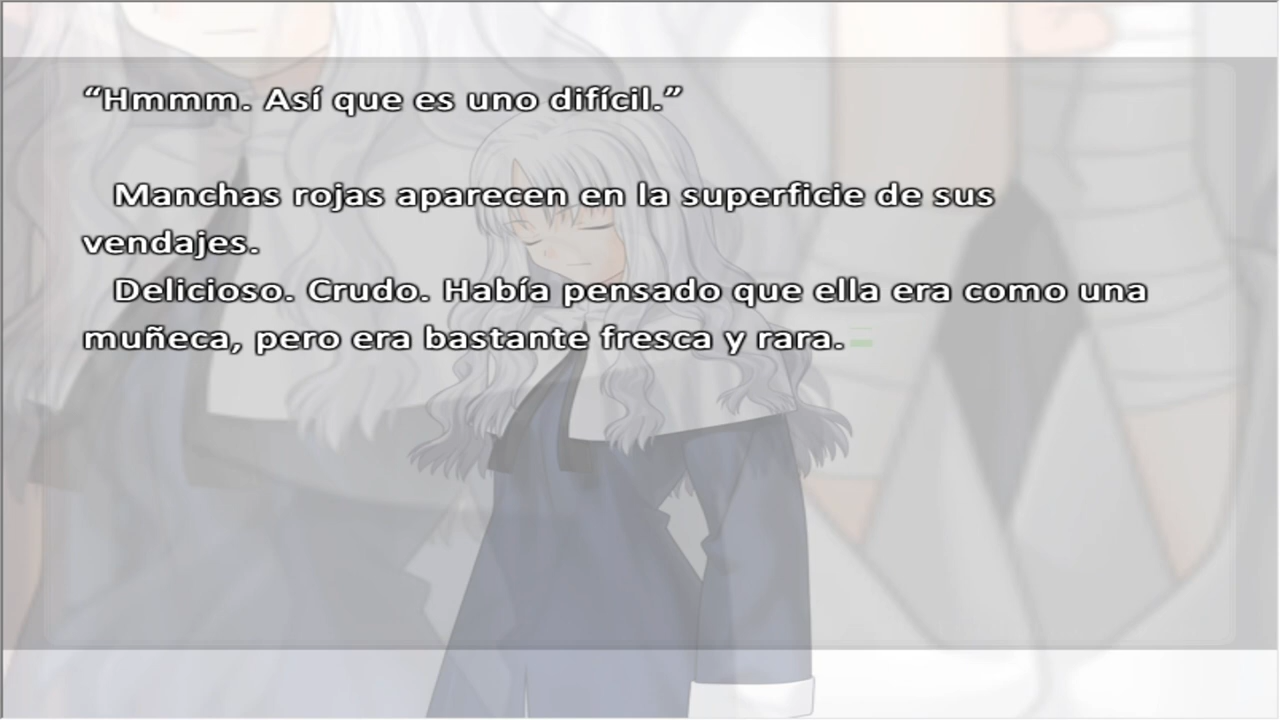 “Hmmm. Así que es uno difícil.”
Manchas rojas aparecen en la superficie de sus
vendajes.
Delicioso. Crudo. Había pensado que ella era como una
muñeca, pero era bastante fresca y rara.